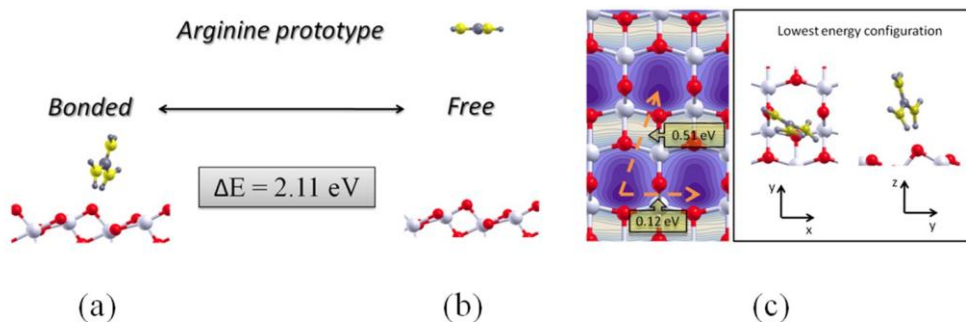 Arginine prototype
Bonded
Free
ΔE = 2.11 eV
0.51 eV
0.12 eV
Lowest energy configuration
y
x
z
y
(a)
(b)
(c)